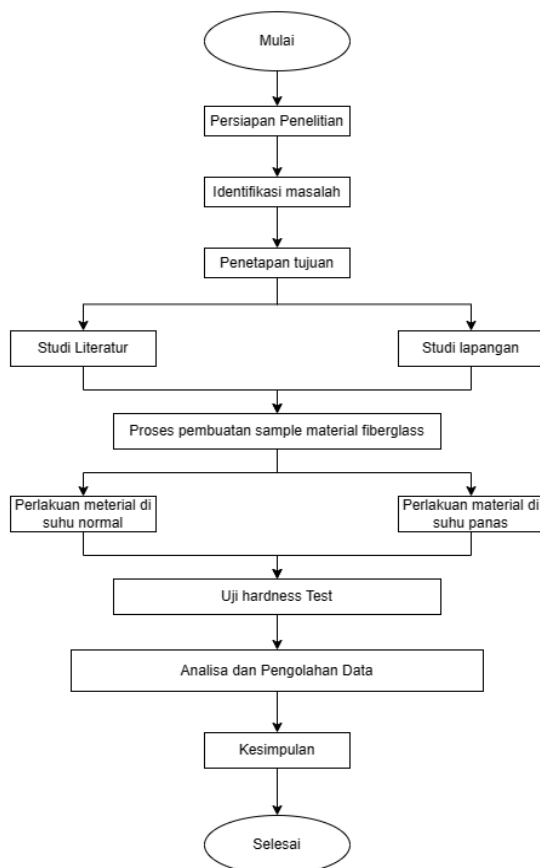 Mulai
Persiapan Penelitian
Identifikasi masalah
Penetapan tujuan
Studi Literatur
Studi lapangan
Proses pembuatan sample material fiberglass
Perlakuan meterial di
suhu normal
Perlakuan material di
suhu panas
Uji hardness Test
Analisa dan Pengolahan Data
Kesimpulan
Selesai